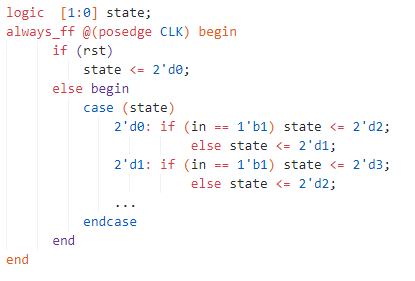 logic  [1:0] state;
always_ff @(posedge CLK) begin
      if (rst)
          state <= 2'd0;
      else begin
          case (state)
              2'd0: if (in == 1'b1) state <= 2'd2;
                        else state <= 2'd1;
              2'd1: if (in == 1'b1) state <= 2'd3;
                        else state <= 2'd2;
              ...
          endcase
      end
end